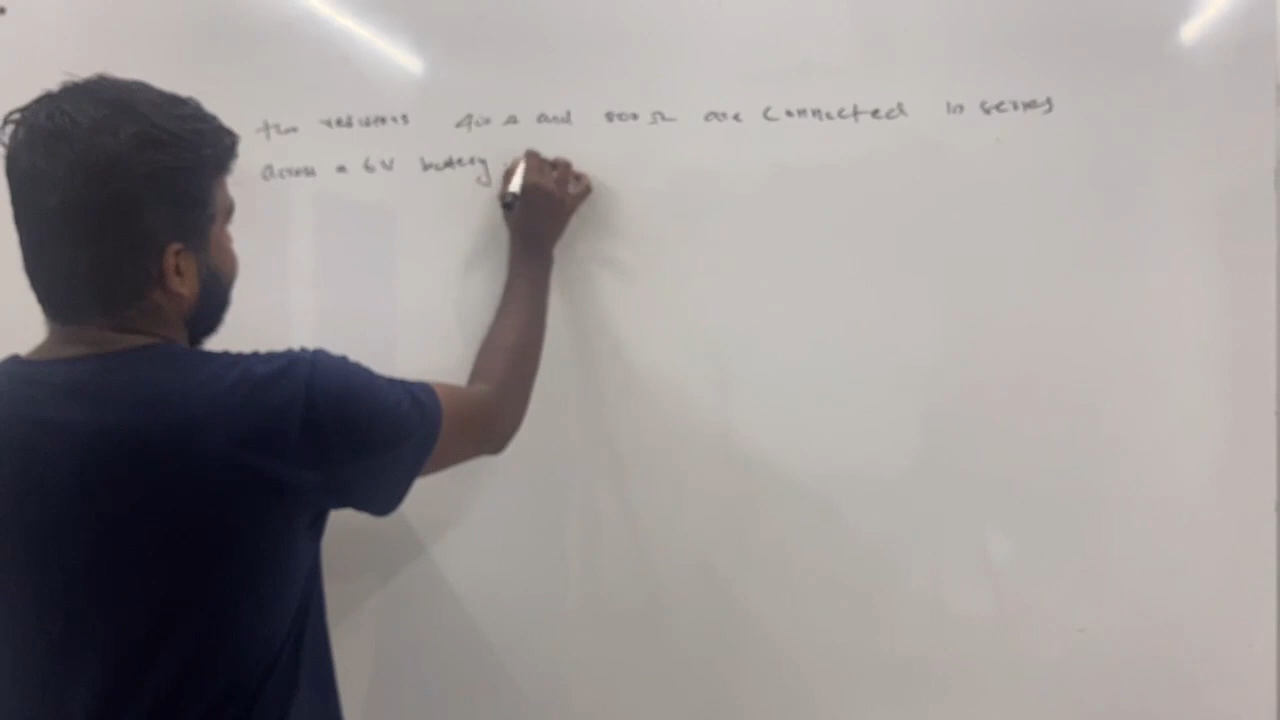 two resistors 400 Ω and 800 Ω are connected in series
across a 6V battery